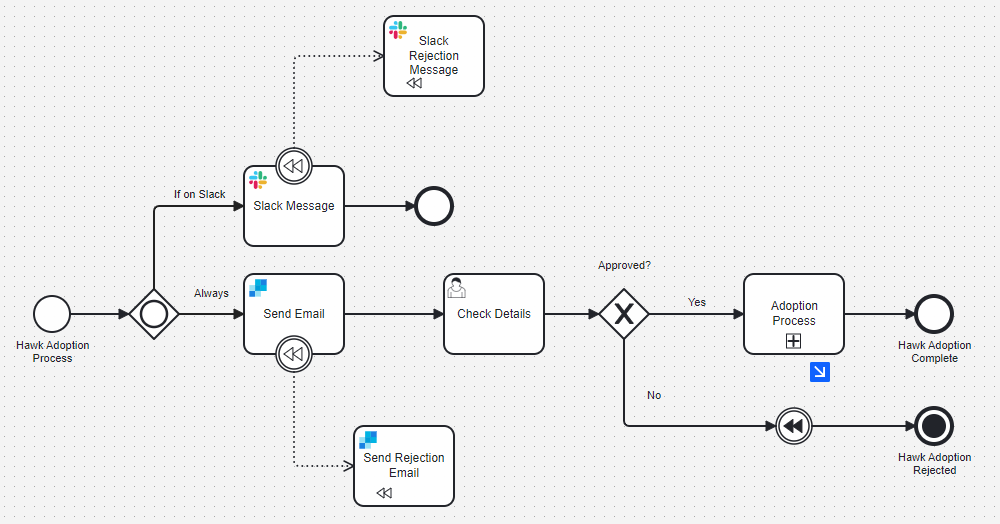 Slack
Rejection
Message
If on Slack
Slack Message
Approved?
Always
Send Email
Check Details
Yes
Adoption
Process
Hawk Adoption
Process
Hawk Adoption
Complete
No
Send Rejection
Email
Hawk Adoption
Rejected